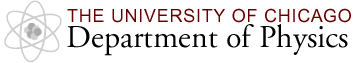 THE UNIVERSITY OF CHICAGO
Department of Physics